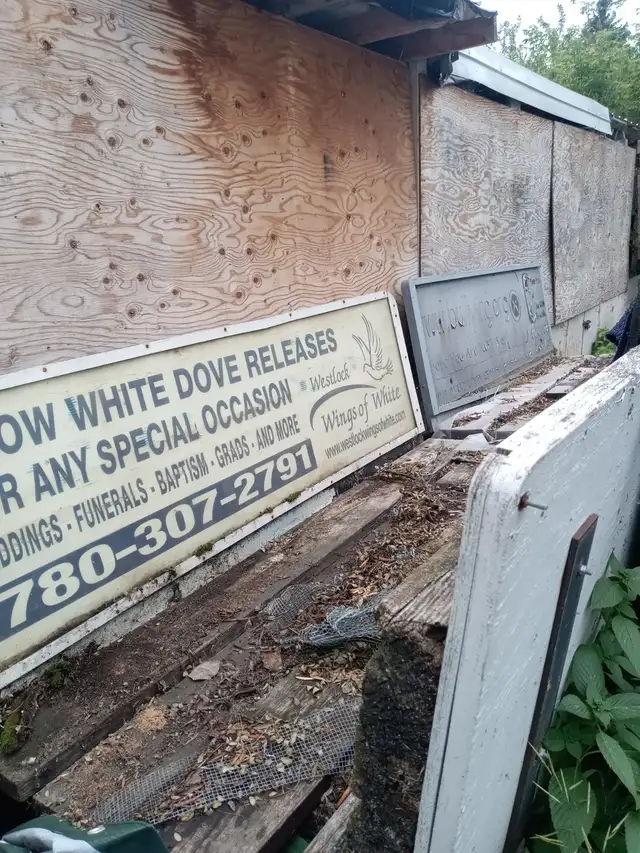 OW WHITE DOVE RELEASES
R ANY SPECIAL OCCASION
DDINGS - FUNERALS - BAPTISM - GRADS - AND MORE
780-307-2791
Westlock
Wings of White
www.westlockwingsofwhite.com